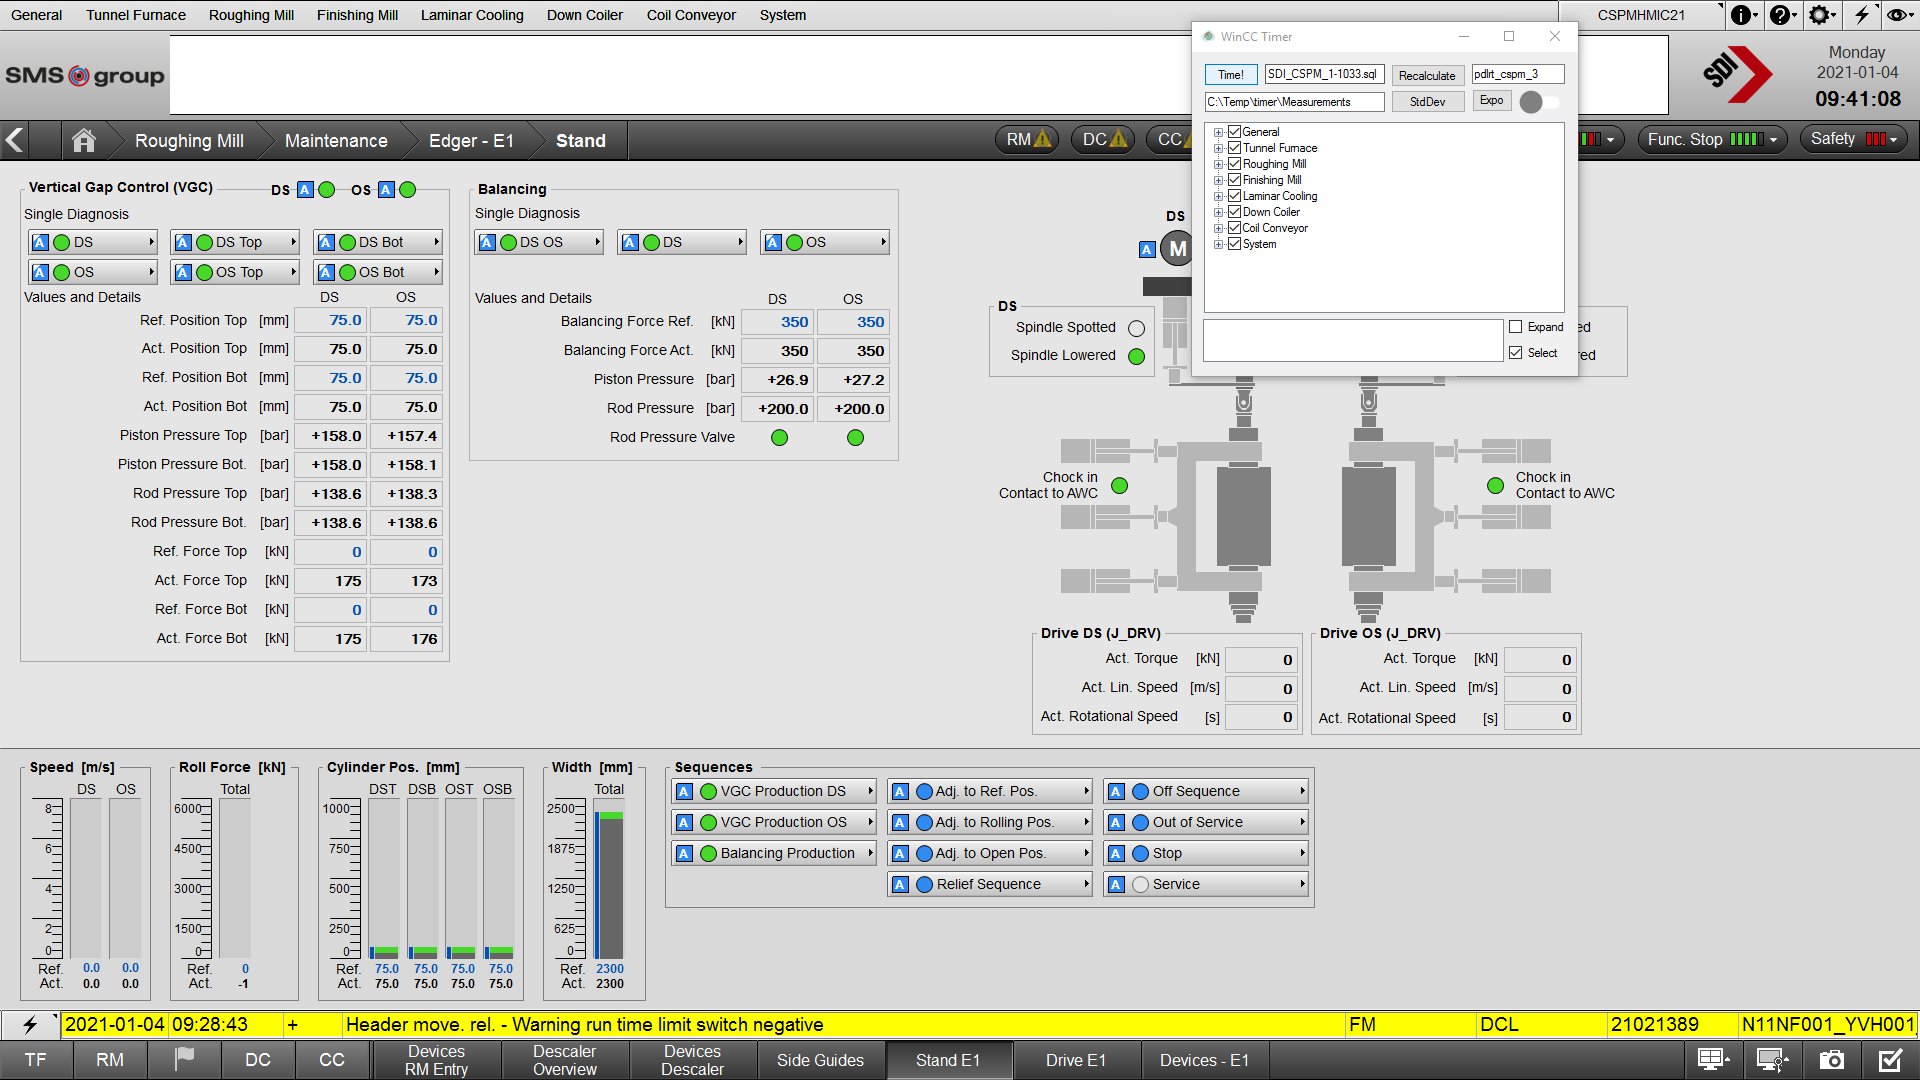 General Tunnel Furnace Roughing Mill Finishing Mill Laminar Cooling Down Coiler Coil Conveyor System CSPMHMIC21
SMS group
SDI
Monday
2021-01-04
09:41:08
WinCC Timer
Time! SDI_CSPM_1-1033.sql Recalculate pdlrt_cspm_3
C:\Temp\timer\Measurements StdDev Expo
General
Tunnel Furnace
Roughing Mill
Finishing Mill
Laminar Cooling
Down Coiler
Coil Conveyor
System
Expand
Select
Roughing Mill Maintenance Edger - E1 Stand RM DC CC Func. Stop Safety
Vertical Gap Control (VGC) DS A OS A
Single Diagnosis
A DS A DS Top A DS Bot
A OS A OS Top A OS Bot
Values and Details DS OS
Ref. Position Top [mm] 75.0 75.0
Act. Position Top [mm] 75.0 75.0
Ref. Position Bot [mm] 75.0 75.0
Act. Position Bot [mm] 75.0 75.0
Piston Pressure Top [bar] +158.0 +157.4
Piston Pressure Bot. [bar] +158.0 +158.1
Rod Pressure Top [bar] +138.6 +138.3
Rod Pressure Bot. [bar] +138.6 +138.6
Ref. Force Top [kN] 0 0
Act. Force Top [kN] 175 173
Ref. Force Bot [kN] 0 0
Act. Force Bot [kN] 175 176
Balancing
Single Diagnosis
A DS OS A DS A OS
Values and Details DS OS
Balancing Force Ref. [kN] 350 350
Balancing Force Act. [kN] 350 350
Piston Pressure [bar] +26.9 +27.2
Rod Pressure [bar] +200.0 +200.0
Rod Pressure Valve
DS
A M
DS
Spindle Spotted
Spindle Lowered
ed
red
Chock in
Contact to AWC
Chock in
Contact to AWC
Drive DS (J_DRV)
Act. Torque [kN] 0
Act. Lin. Speed [m/s] 0
Act. Rotational Speed [s] 0
Drive OS (J_DRV)
Act. Torque [kN] 0
Act. Lin. Speed [m/s] 0
Act. Rotational Speed [s] 0
Speed [m/s]
DS OS
8
6
4
2
0
Ref. 0.0 0.0
Act. 0.0 0.0
Roll Force [kN]
Total
6000
4500
3000
1500
0
Ref. 0
Act. -1
Cylinder Pos. [mm]
DST DSB OST OSB
1000
750
500
250
0
Ref. 75.0 75.0 75.0 75.0
Act. 75.0 75.0 75.0 75.0
Width [mm]
Total
2500
1875
1250
625
0
Ref. 2300
Act. 2300
Sequences
A VGC Production DS A Adj. to Ref. Pos. A Off Sequence
A VGC Production OS A Adj. to Rolling Pos. A Out of Service
A Balancing Production A Adj. to Open Pos. A Stop
A Relief Sequence A Service
2021-01-04 09:28:43 + Header move. rel. - Warning run time limit switch negative FM DCL 21021389 N11NF001_YVH001
TF RM DC CC Devices RM Entry Descaler Overview Devices Descaler Side Guides Stand E1 Drive E1 Devices - E1